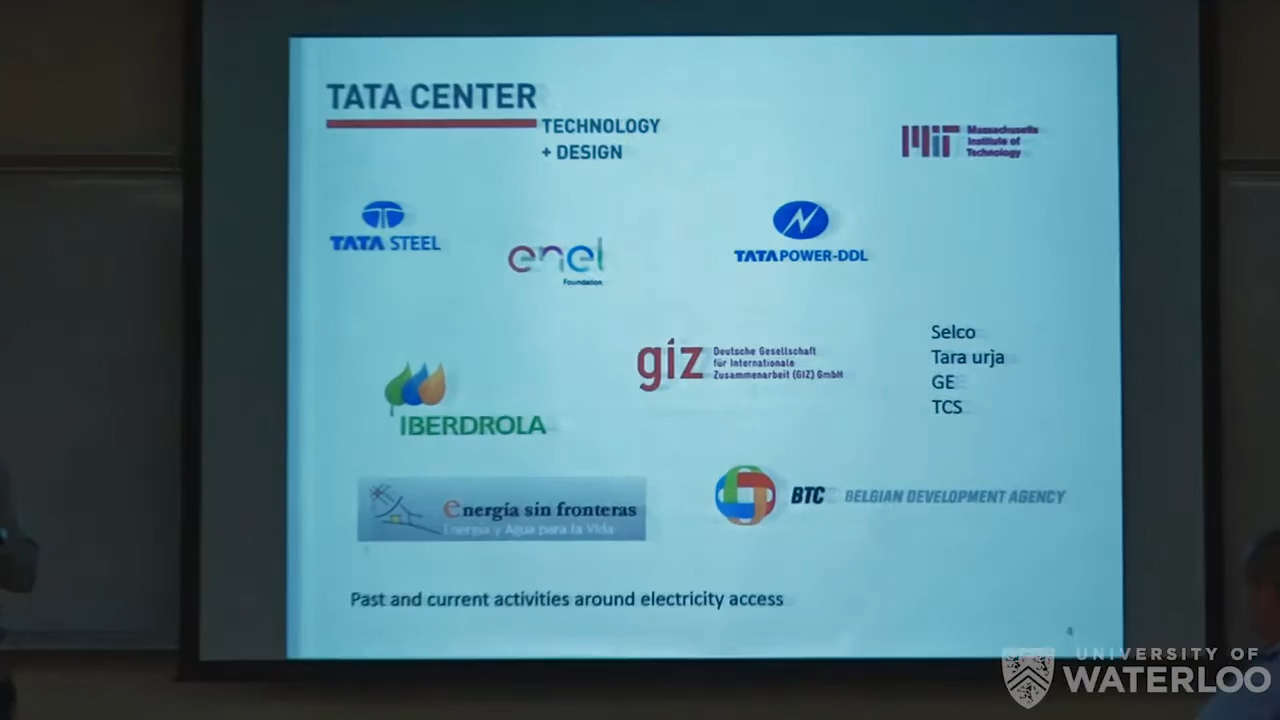 TATA CENTER
TECHNOLOGY
+ DESIGN
MIT Massachusetts
Institute of
Technology
TATA STEEL
enel
Foundation
TATA POWER-DDL
giz Deutsche Gesellschaft
für Internationale
Zusammenarbeit (GIZ) GmbH
Selco
Tara urja
GE
TCS
IBERDROLA
energía sin fronteras
Energía y Agua para la Vida
BTC BELGIAN DEVELOPMENT AGENCY
Past and current activities around electricity access
4
UNIVERSITY OF
WATERLOO